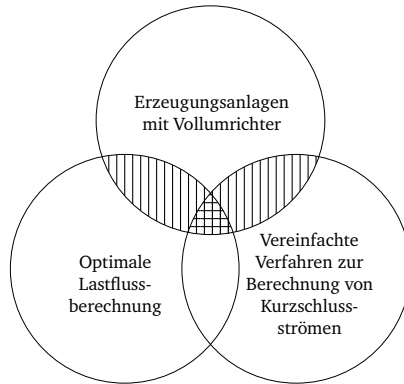 Erzeugungsanlagen
mit Vollumrichter
Optimale
Lastfluss-
berechnung
Vereinfachte
Verfahren zur
Berechnung von
Kurzschluss-
strömen